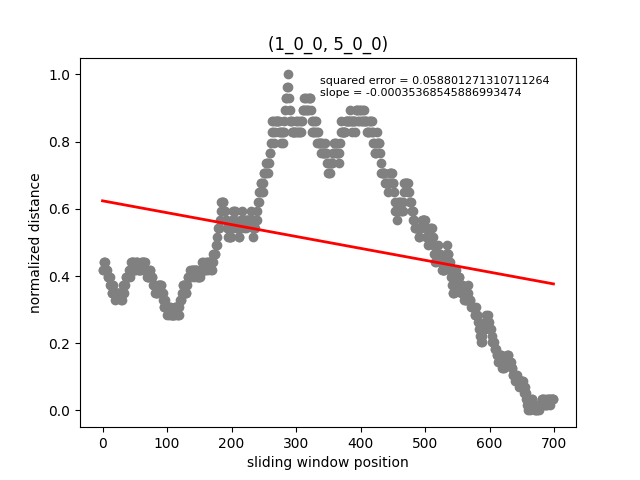 (1_0_0, 5_0_0)
squared error = 0.058801271310711264
slope = -0.00035368545886993474
normalized distance
1.0
0.8
0.6
0.4
0.2
0.0
0 100 200 300 400 500 600 700
sliding window position